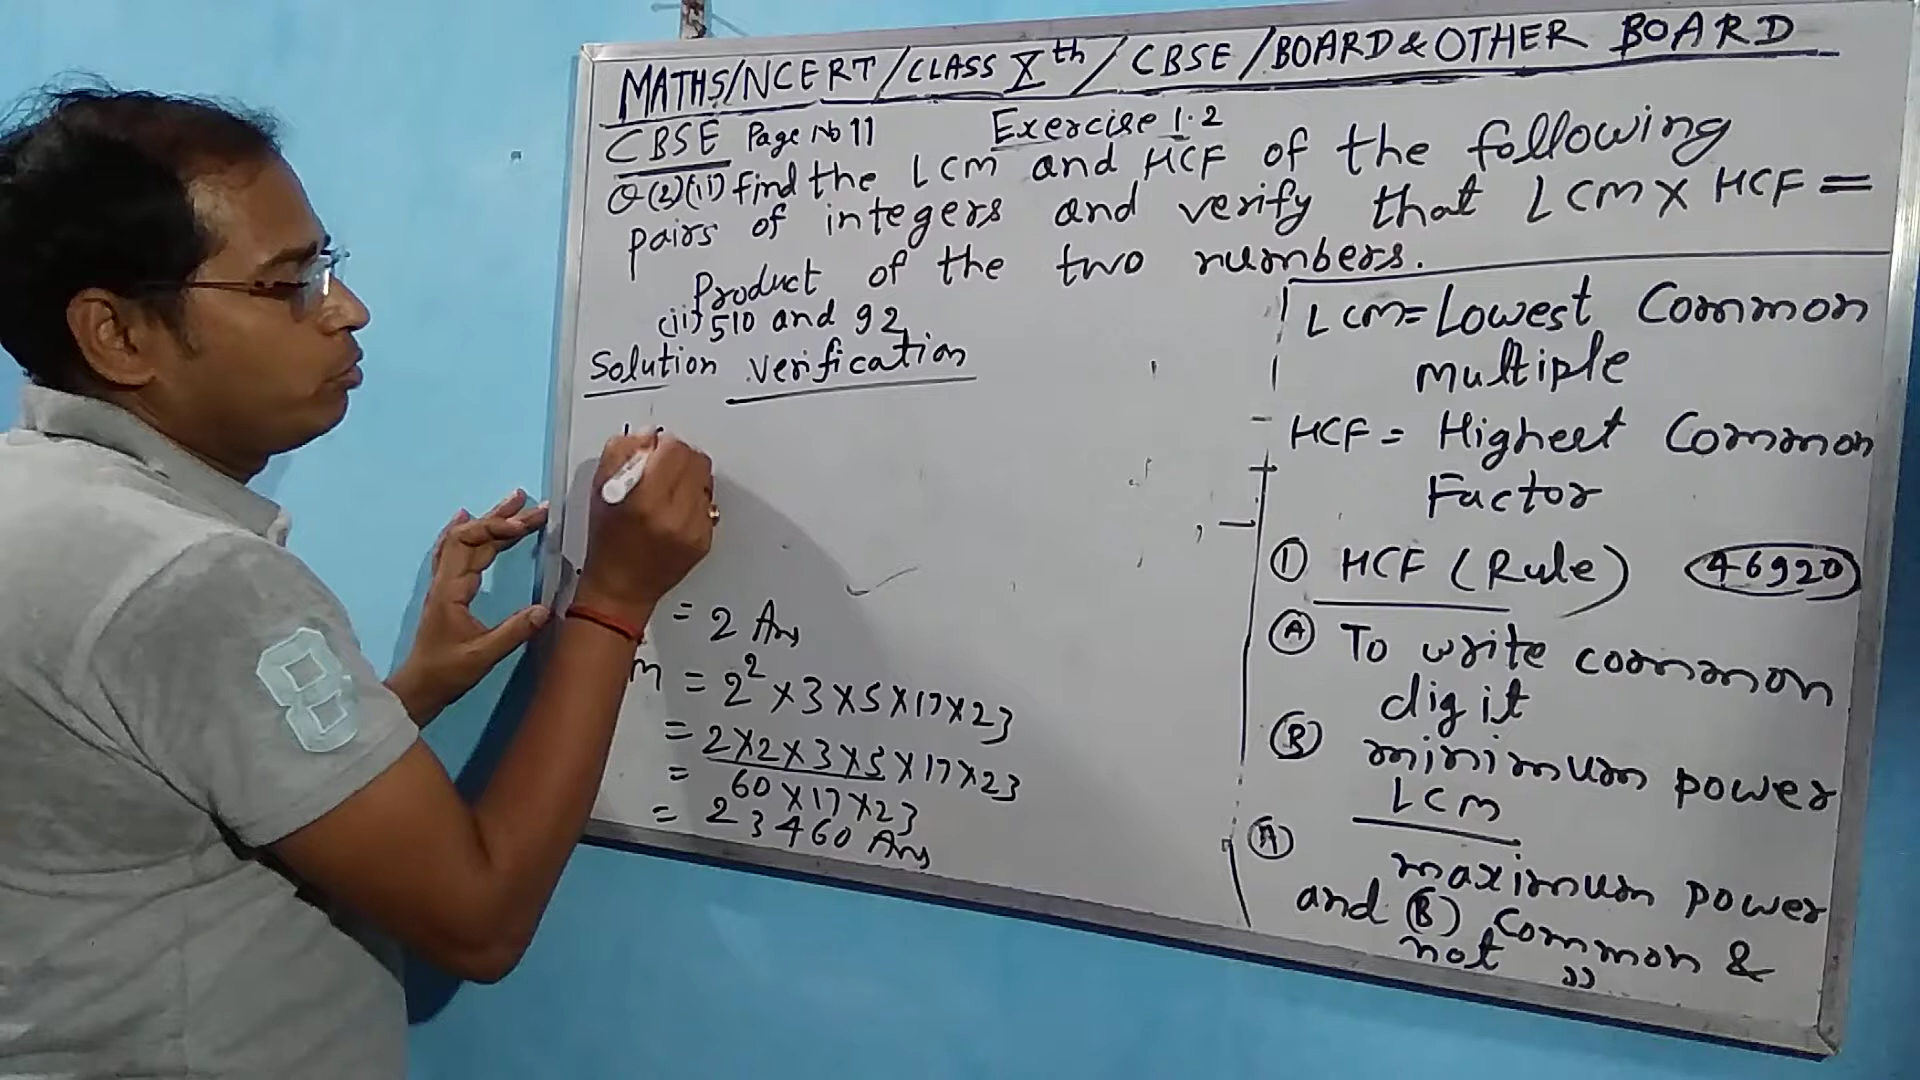 MATHS/NCERT/CLASS Xth/CBSE/BOARD & OTHER BOARD
CBSE Page No 11 Exercise 1.2
Q(2)(ii) find the LCM and HCF of the following
pairs of integers and verify that LCM X HCF =
Product of the two numbers.
(ii) 510 and 92
Solution verification
= 2 Ans
m = 2² × 3 × 5 × 17 × 23
= 2×2×3×5×17×23
= 60×17×23
= 23460 Ans
LCM = Lowest Common
multiple
HCF = Highest Common
Factor
① HCF (Rule) 46920
Ⓐ To write common
digit
Ⓑ minimum power
LCM
Ⓐ maximum power
and Ⓑ Common &
not ,,
8